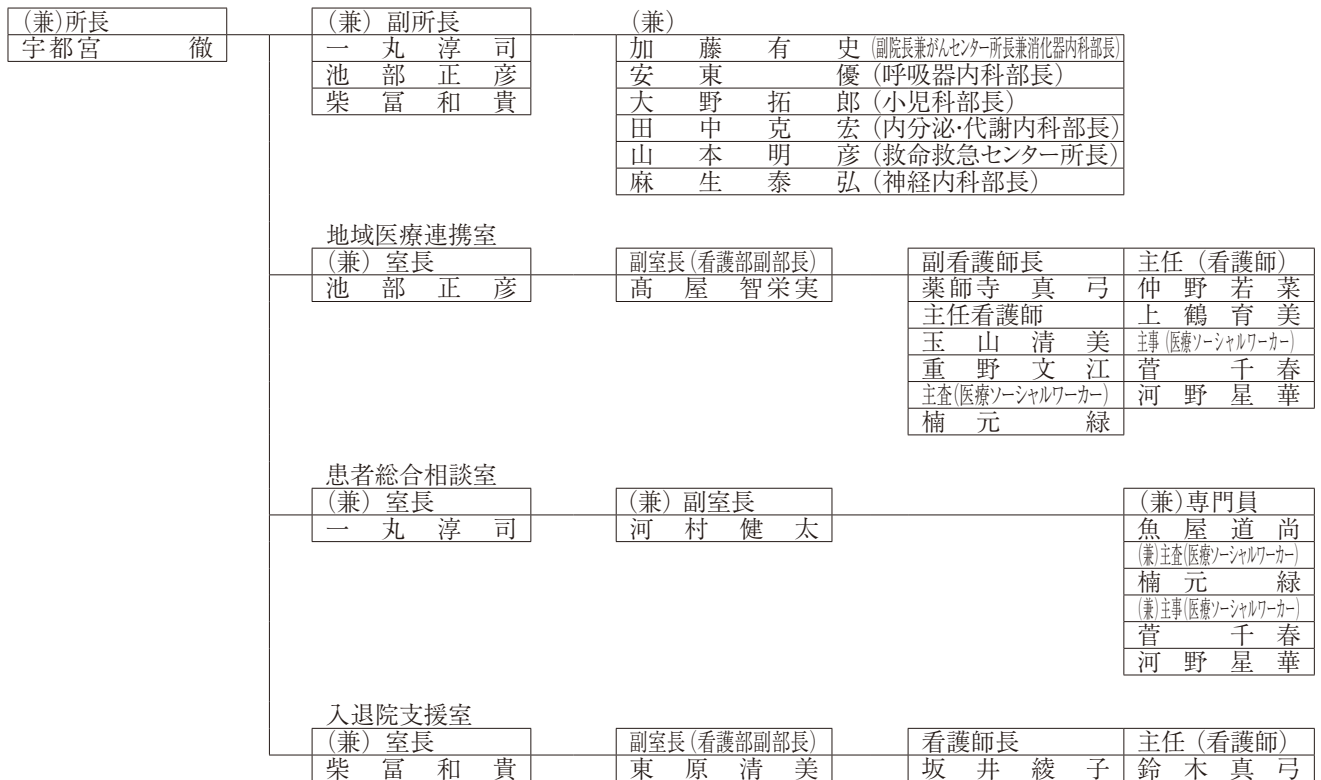 (兼)所長
宇都宮 徹
(兼) 副所長
一丸淳司
池部正彦
柴冨和貴
(兼)
加藤有史(副院長兼がんセンター所長兼消化器内科部長)
安東 優(呼吸器内科部長)
大野拓郎(小児科部長)
田中克宏(内分泌・代謝内科部長)
山本明彦(救命救急センター所長)
麻生泰弘(神経内科部長)
地域医療連携室
(兼) 室長
池部正彦
副室長(看護部副部長)
髙屋智栄実
副看護師長
薬師寺真弓
主任看護師
玉山清美
重野文江
主査(医療ソーシャルワーカー)
楠元 緑
主任(看護師)
仲野若菜
上鶴育美
主事(医療ソーシャルワーカー)
菅 千春
河野星華
患者総合相談室
(兼) 室長
一丸淳司
(兼) 副室長
河村健太
(兼)専門員
魚屋道尚
(兼)主査(医療ソーシャルワーカー)
楠元 緑
(兼)主事(医療ソーシャルワーカー)
菅 千春
河野星華
入退院支援室
(兼) 室長
柴冨和貴
副室長(看護部副部長)
東原清美
看護師長
坂井綾子
主任(看護師)
鈴木真弓